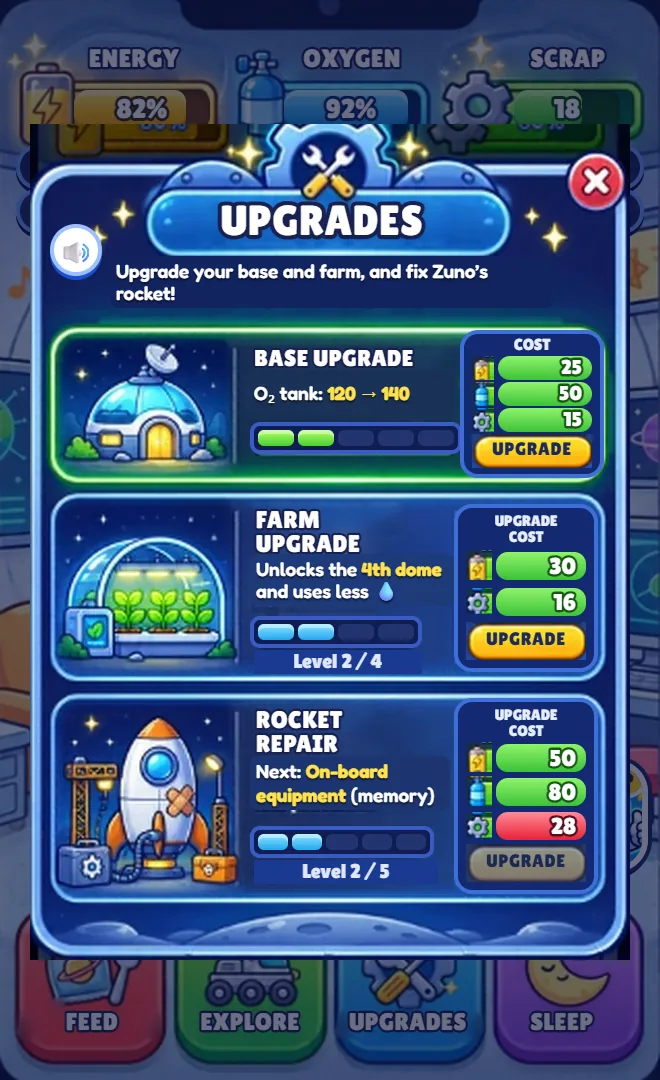 ENERGY
OXYGEN
SCRAP
82%
92%
18
UPGRADES
Upgrade your base and farm, and fix Zuno's
rocket!
BASE UPGRADE
O₂ tank: 120 → 140
COST
25
50
15
UPGRADE
FARM
UPGRADE
Unlocks the 4th dome
and uses less 💧
Level 2 / 4
UPGRADE
COST
30
16
UPGRADE
ROCKET
REPAIR
Next: On-board
equipment (memory)
Level 2 / 5
UPGRADE
COST
50
80
28
UPGRADE
FEED
EXPLORE
UPGRADES
SLEEP